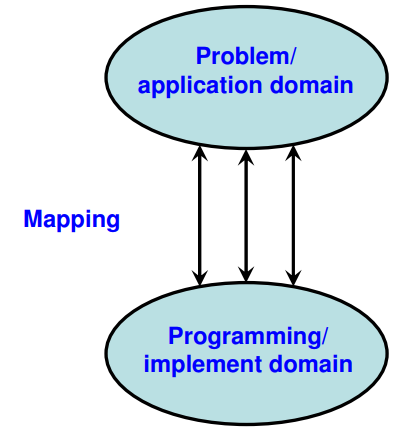 Problem/
application domain
Mapping
Programming/
implement domain